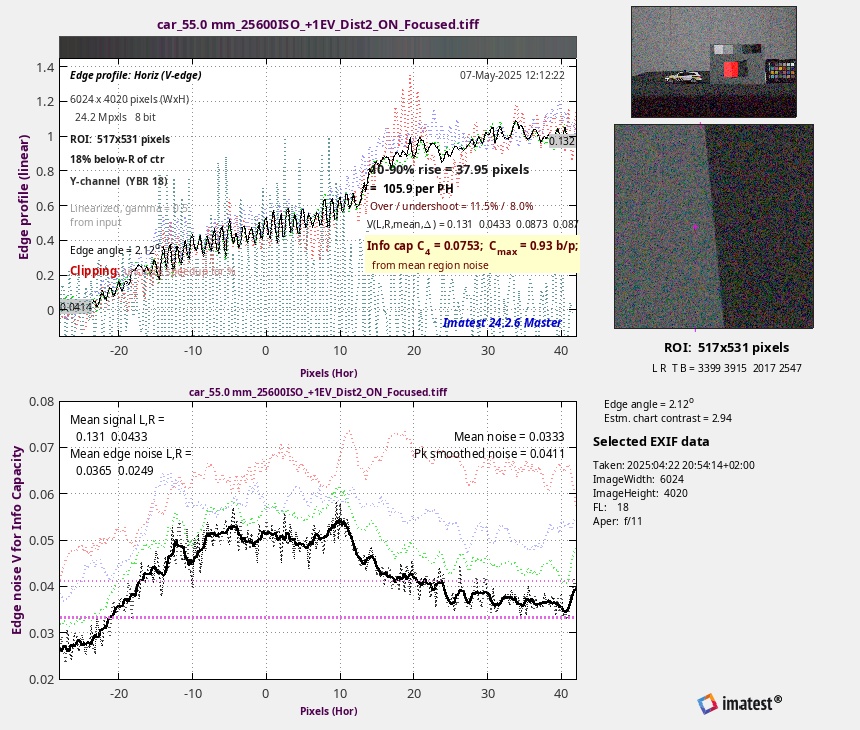 car_55.0 mm_25600ISO_+1EV_Dist2_ON_Focused.tiff
Edge profile (linear)
1.4
1.2
1
0.8
0.6
0.4
0.2
0
Edge profile: Horiz (V-edge)
07-May-2025 12:12:22
6024 x 4020 pixels (WxH)
24.2 Mpxls 8 bit
ROI: 517x531 pixels
18% below-R of ctr
Y-channel (YBR 18)
Linearized, gamma = 0.5
from input
Edge angle = 2.12°
Clipping
0.0414
0.132
10-90% rise = 37.95 pixels
= 105.9 per PH
Over / undershoot = 11.5% / 8.0%
V(L,R,mean,Δ) = 0.131 0.0433 0.0873 0.087
Info cap C4 = 0.0753; Cmax = 0.93 b/p;
from mean region noise
Imatest 24.2.6 Master
-20 -10 0 10 20 30 40
Pixels (Hor)
car_55.0 mm_25600ISO_+1EV_Dist2_ON_Focused.tiff
Edge noise V for Info Capacity
0.08
0.07
0.06
0.05
0.04
0.03
0.02
Mean signal L,R =
0.131 0.0433
Mean edge noise L,R =
0.0365 0.0249
Mean noise = 0.0333
Pk smoothed noise = 0.0411
-20 -10 0 10 20 30 40
Pixels (Hor)
ROI: 517x531 pixels
L R T B = 3399 3915 2017 2547
Edge angle = 2.12°
Estm. chart contrast = 2.94
Selected EXIF data
Taken: 2025:04:22 20:54:14+02:00
ImageWidth: 6024
ImageHeight: 4020
FL: 18
Aper: f/11
imatest®